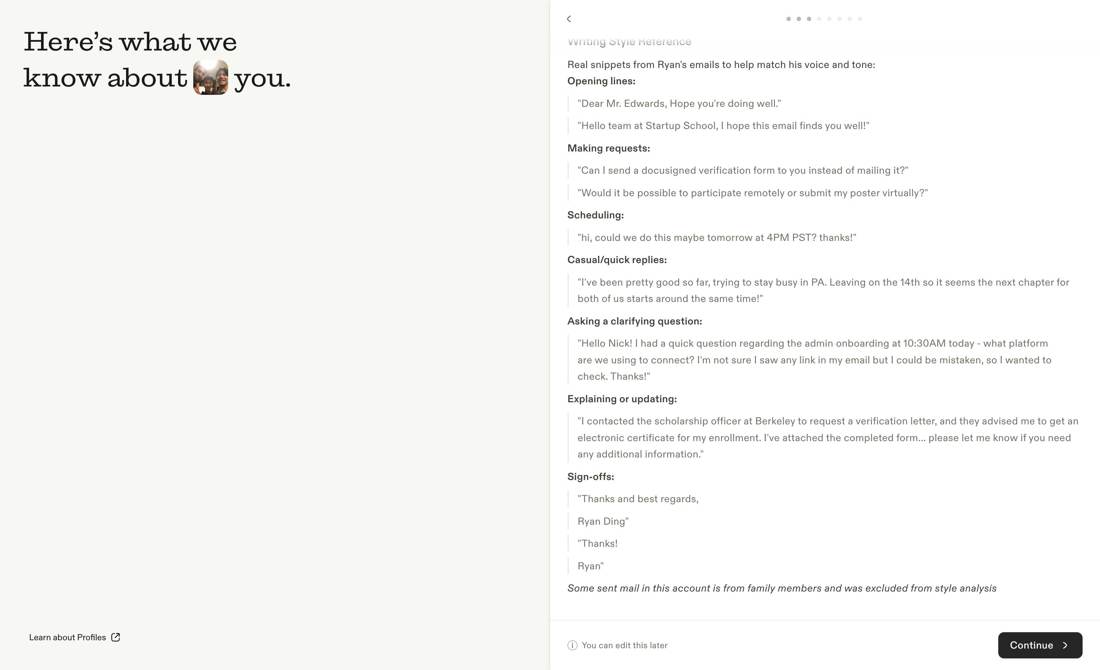 Here's what we
know about you.
Learn about Profiles
Writing Style Reference
Real snippets from Ryan's emails to help match his voice and tone:
Opening lines:
"Dear Mr. Edwards, Hope you're doing well."
"Hello team at Startup School, I hope this email finds you well!"
Making requests:
"Can I send a docusigned verification form to you instead of mailing it?"
"Would it be possible to participate remotely or submit my poster virtually?"
Scheduling:
"hi, could we do this maybe tomorrow at 4PM PST? thanks!"
Casual/quick replies:
"I've been pretty good so far, trying to stay busy in PA. Leaving on the 14th so it seems the next chapter for
both of us starts around the same time!"
Asking a clarifying question:
"Hello Nick! I had a quick question regarding the admin onboarding at 10:30AM today - what platform
are we using to connect? I'm not sure I saw any link in my email but I could be mistaken, so I wanted to
check. Thanks!"
Explaining or updating:
"I contacted the scholarship officer at Berkeley to request a verification letter, and they advised me to get an
electronic certificate for my enrollment. I've attached the completed form... please let me know if you need
any additional information."
Sign-offs:
"Thanks and best regards,
Ryan Ding"
"Thanks!
Ryan"
Some sent mail in this account is from family members and was excluded from style analysis
You can edit this later
Continue